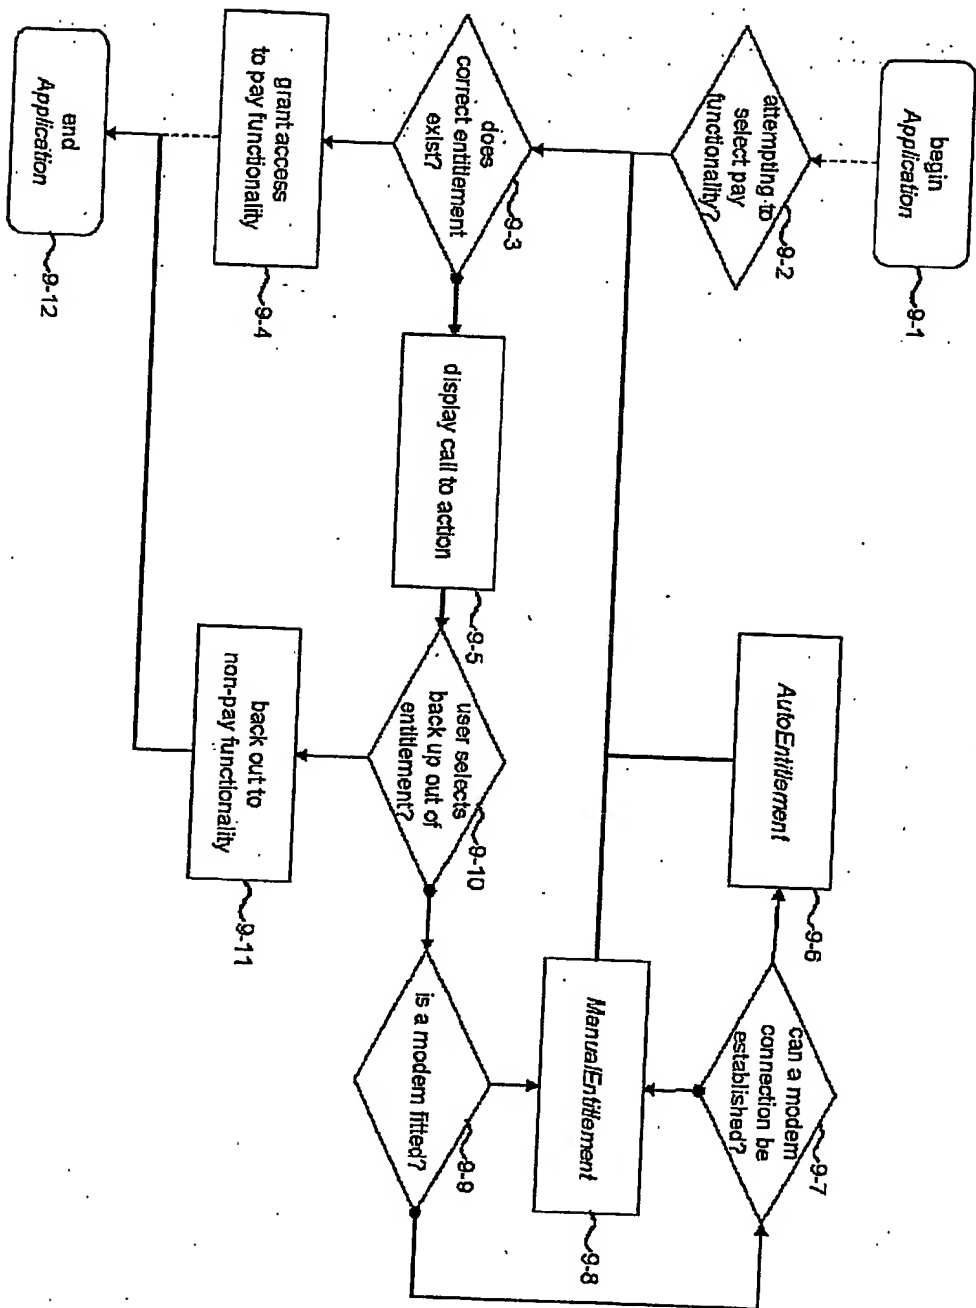 begin
Application
9-1
attempting to
select pay
functionality?
9-2
does
correct entitlement
exist?
9-3
grant access
to pay functionality
9-4
end
Application
9-12
display call to action
9-5
user selects
back up out of
entitlement?
9-10
back out to
non-pay functionality
9-11
is a modem fitted?
9-9
ManualEntitlement
9-8
can a modem
connection be
established?
9-7
AutoEntitlement
9-6